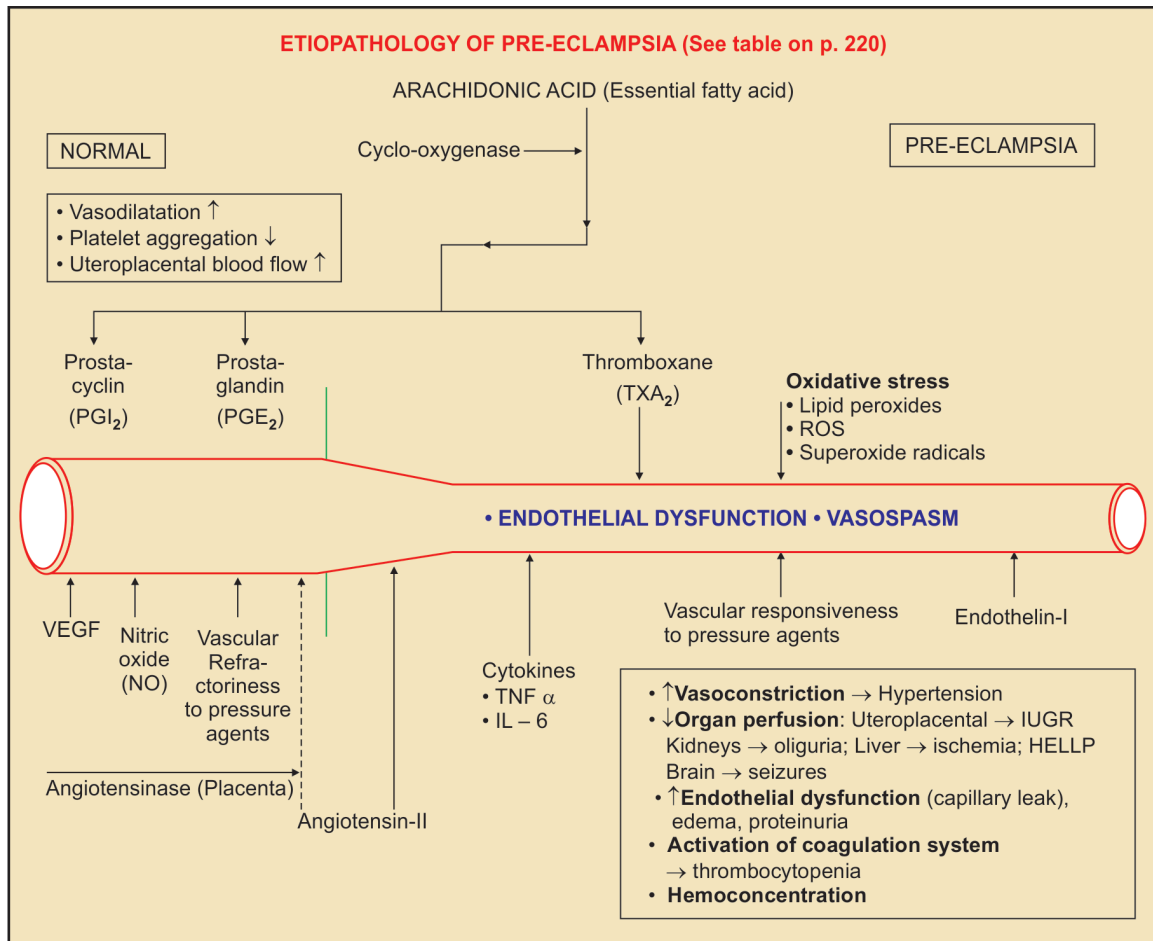 ETIOPATHOLOGY OF PRE-ECLAMPSIA (See table on p. 220)
ARACHIDONIC ACID (Essential fatty acid)
NORMAL
Cyclo-oxygenase
PRE-ECLAMPSIA
• Vasodilatation ↑
• Platelet aggregation ↓
• Uteroplacental blood flow ↑
Prosta-
cyclin
(PGI₂)
Prosta-
glandin
(PGE₂)
Thromboxane
(TXA₂)
Oxidative stress
• Lipid peroxides
• ROS
• Superoxide radicals
• ENDOTHELIAL DYSFUNCTION • VASOSPASM
VEGF
Nitric
oxide
(NO)
Vascular
Refra-
ctoriness
to pressure
agents
Angiotensinase (Placenta)
Angiotensin-II
Cytokines
• TNF α
• IL – 6
Vascular responsiveness
to pressure agents
Endothelin-I
• ↑Vasoconstriction → Hypertension
• ↓Organ perfusion: Uteroplacental → IUGR
Kidneys → oliguria; Liver → ischemia; HELLP
Brain → seizures
• ↑Endothelial dysfunction (capillary leak),
edema, proteinuria
• Activation of coagulation system
→ thrombocytopenia
• Hemoconcentration